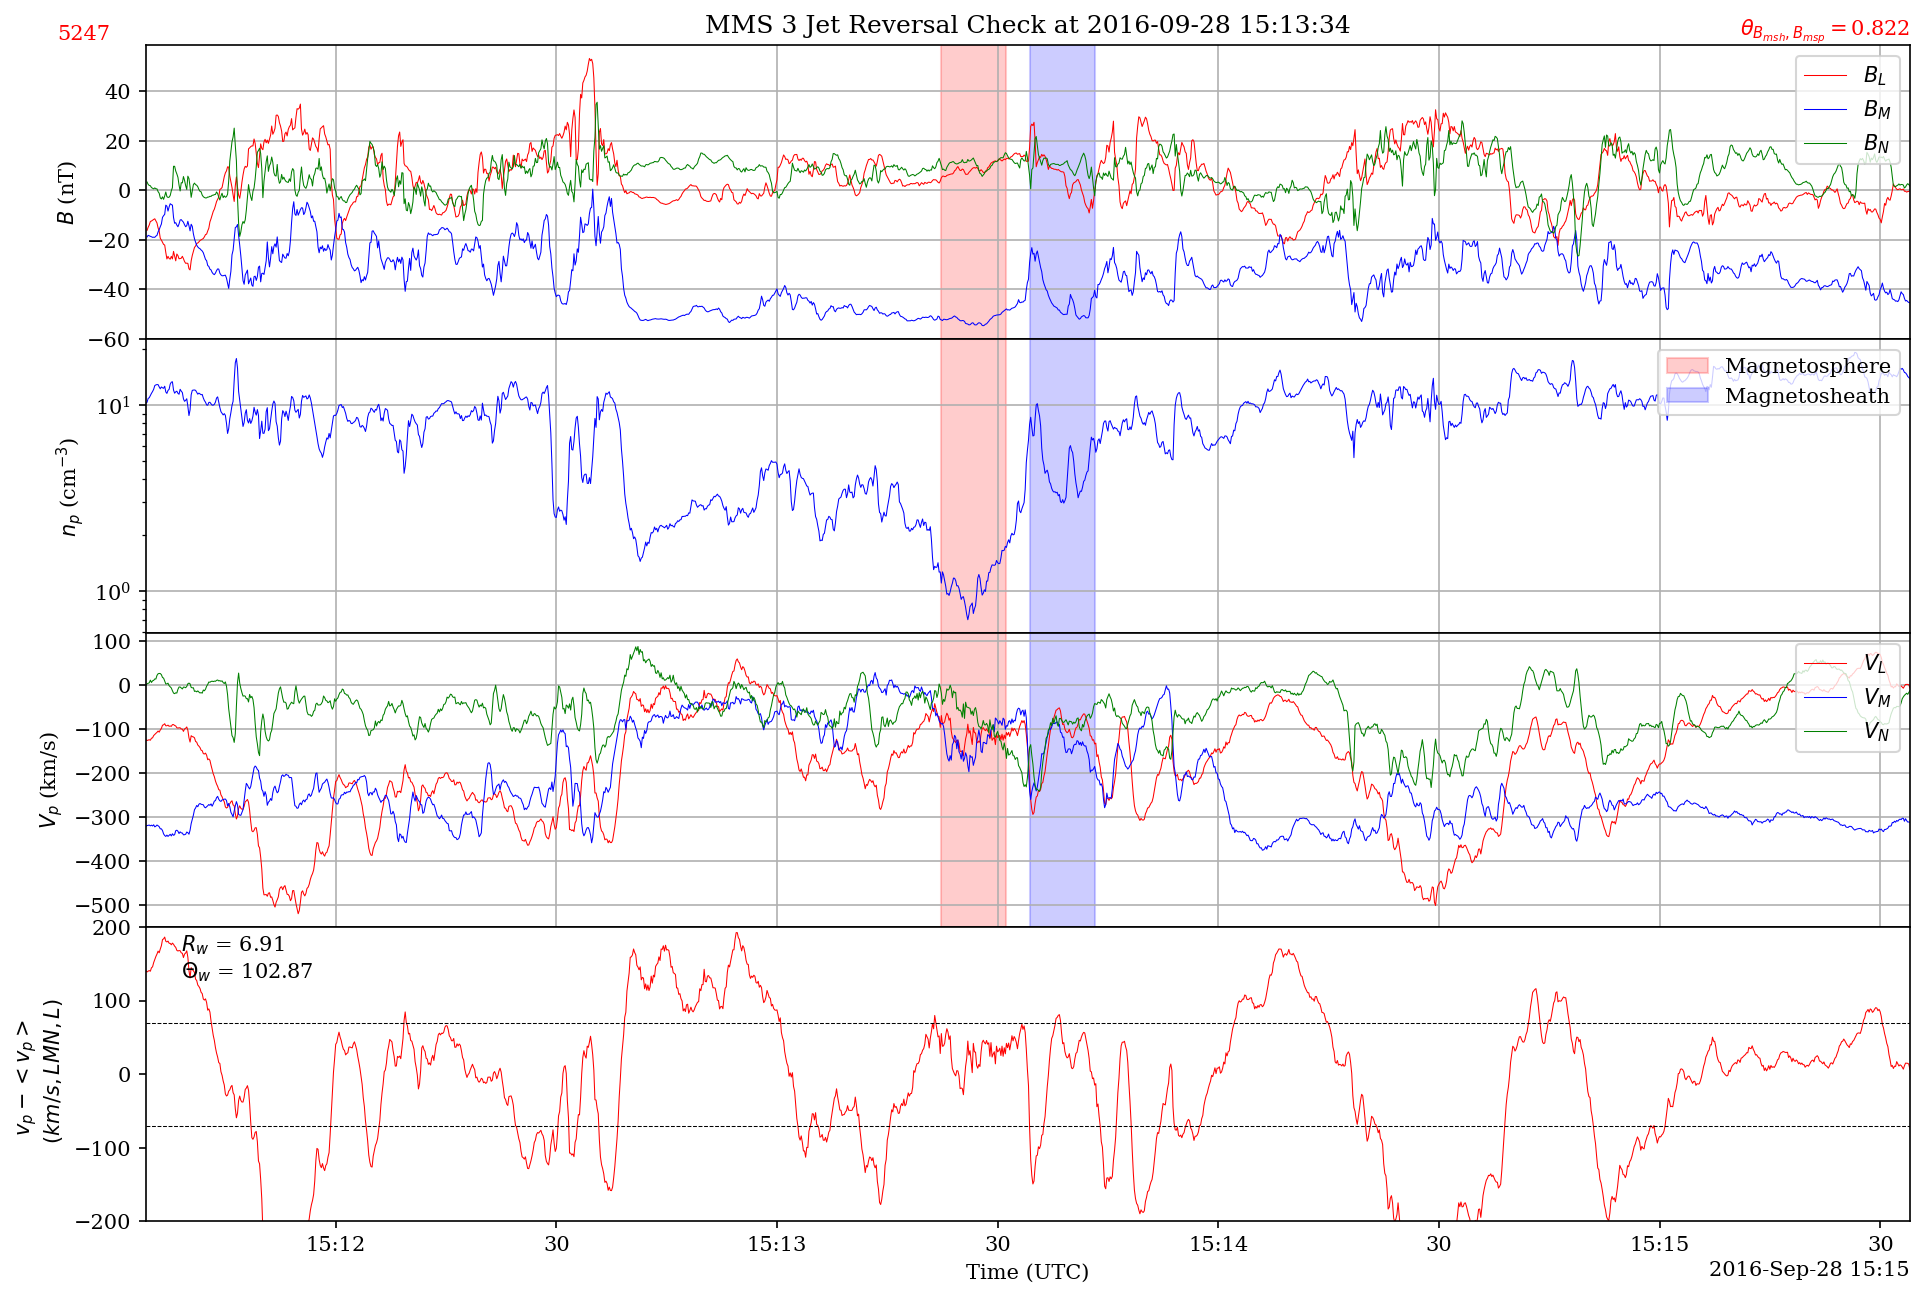 MMS 3 Jet Reversal Check at 2016-09-28 15:13:34
5247
θ_{B_{msh}, B_{msp}} = 0.822
B (nT)
40
20
0
−20
−40
−60
B_L
B_M
B_N
n_p (cm^{−3})
10^1
10^0
Magnetosphere
Magnetosheath
V_p (km/s)
100
0
−100
−200
−300
−400
−500
V_L
V_M
V_N
v_p − < v_p >
(km/s, LMN, L)
200
100
0
−100
−200
R_w = 6.91
Θ_w = 102.87
15:12
30
15:13
30
15:14
30
15:15
30
Time (UTC)
2016-Sep-28 15:15